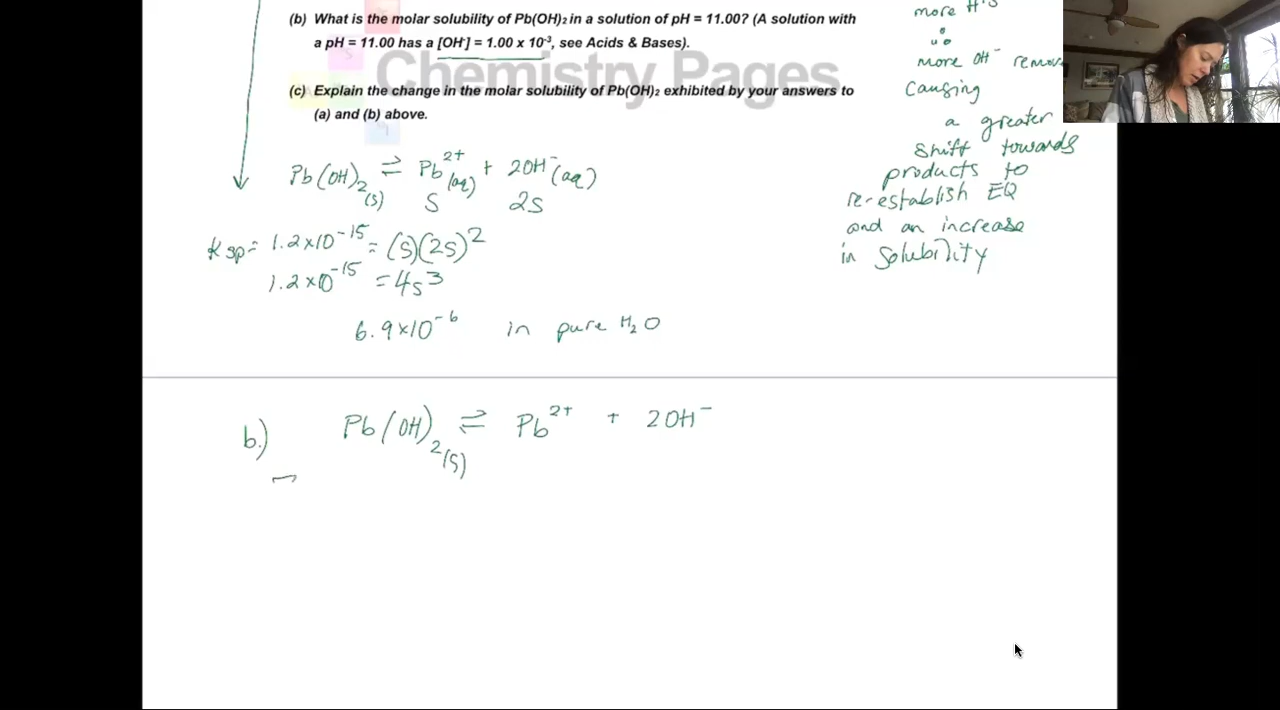 (b) What is the molar solubility of Pb(OH)₂ in a solution of pH = 11.00? (A solution with
a pH = 11.00 has a [OH⁻] = 1.00 x 10⁻³, see Acids & Bases).
Chemistry Pages
(c) Explain the change in the molar solubility of Pb(OH)₂ exhibited by your answers to
(a) and (b) above.
more H⁺'s
∴
more OH⁻
causing
a greater
shift towards
products to
re-establish EQ
and an increase
in solubility
Pb(OH)₂(s) ⇌ Pb²⁺(aq) + 2OH⁻(aq)
S 2S
Ksp = 1.2×10⁻¹⁵ = (S)(2S)²
1.2×10⁻¹⁵ = 4s³
6.9×10⁻⁶ in pure H₂O
b.) Pb(OH)₂(s) ⇌ Pb²⁺ + 2OH⁻